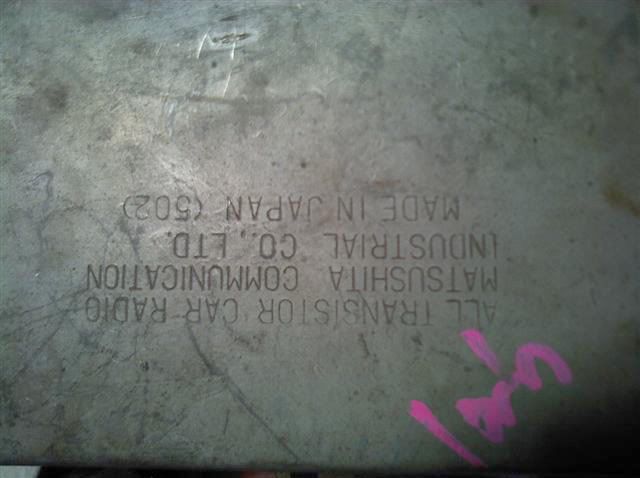 ALL TRANSISTOR CAR RADIO
MATSUSHITA COMMUNICATION
INDUSTRIAL CO., LTD.
MADE IN JAPAN (502)